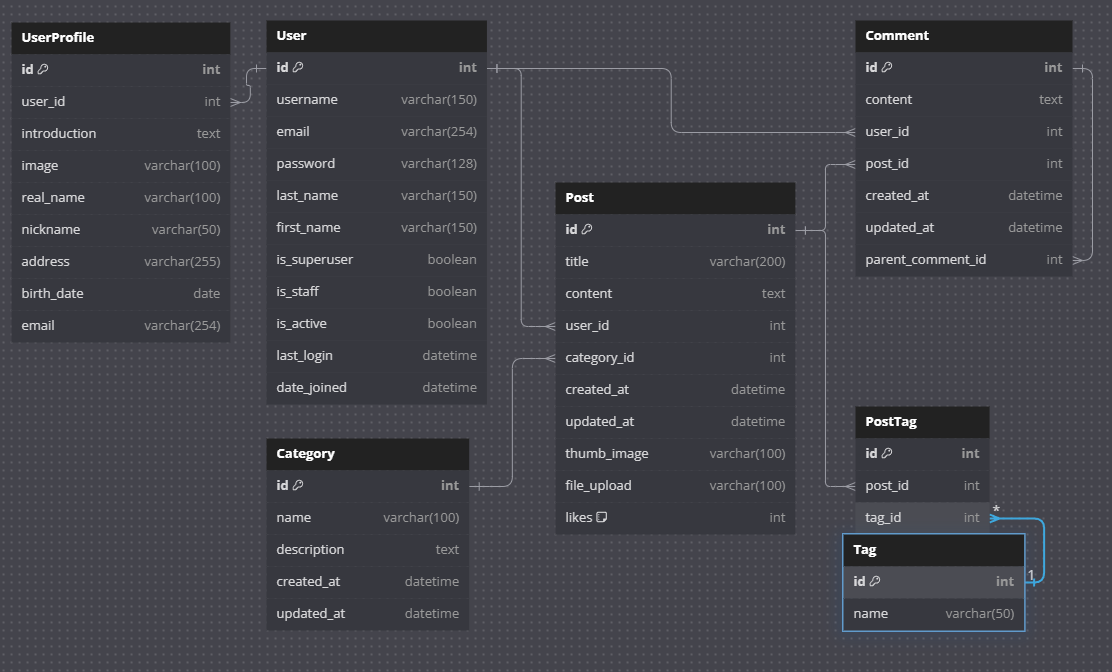 UserProfile
id int
user_id int
introduction text
image varchar(100)
real_name varchar(100)
nickname varchar(50)
address varchar(255)
birth_date date
email varchar(254)
User
id int
username varchar(150)
email varchar(254)
password varchar(128)
last_name varchar(150)
first_name varchar(150)
is_superuser boolean
is_staff boolean
is_active boolean
last_login datetime
date_joined datetime
Category
id int
name varchar(100)
description text
created_at datetime
updated_at datetime
Post
id int
title varchar(200)
content text
user_id int
category_id int
created_at datetime
updated_at datetime
thumb_image varchar(100)
file_upload varchar(100)
likes int
Comment
id int
content text
user_id int
post_id int
created_at datetime
updated_at datetime
parent_comment_id int
PostTag
id int
post_id int
tag_id int *
Tag
id int 1
name varchar(50)